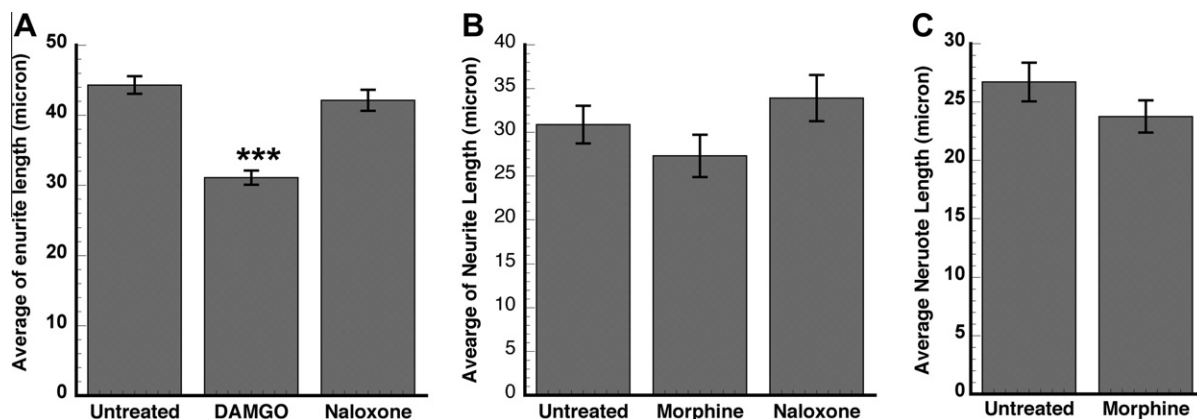 A
Average of enurite length (micron)
50
40
30
20
10
0
***
Untreated DAMGO Naloxone
B
Avearge of Neurite Length (micron)
40
35
30
25
20
15
10
5
0
Untreated Morphine Naloxone
C
Average Neruote Length (micron)
30
25
20
15
10
5
0
Untreated Morphine